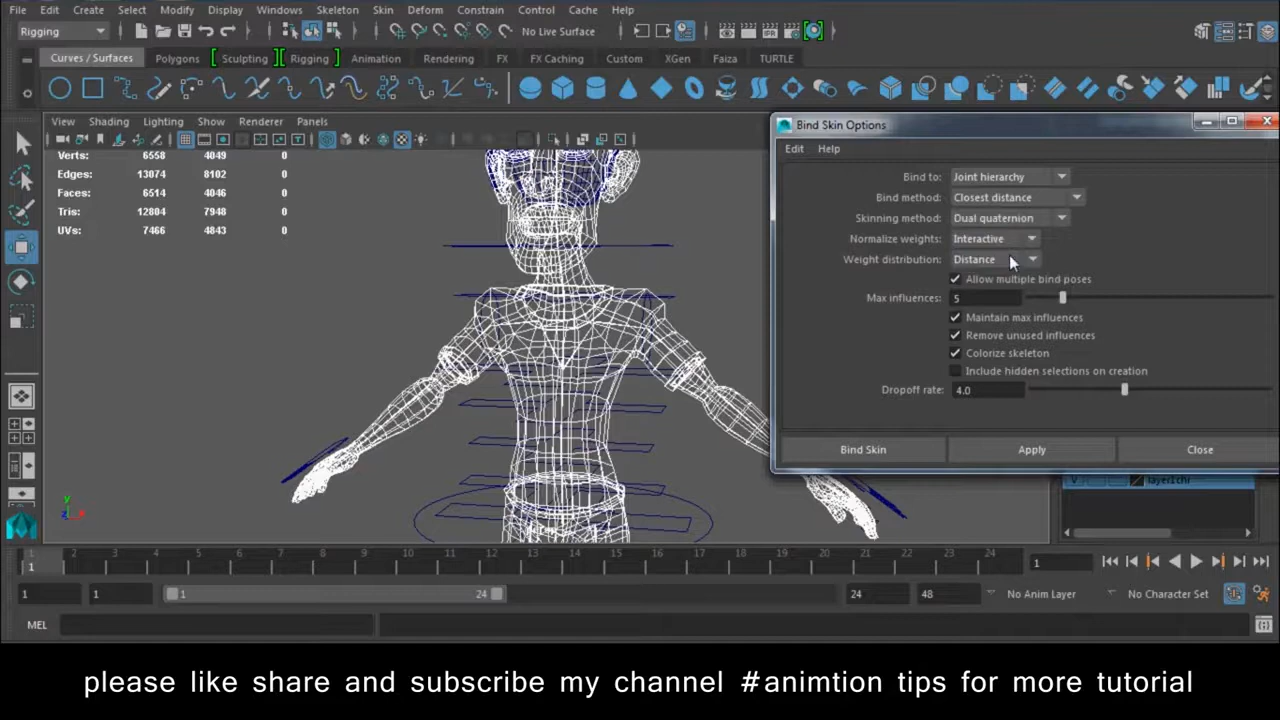 File Edit Create Select Modify Display Windows Skeleton Skin Deform Constrain Control Cache Help
Rigging No Live Surface
Curves / Surfaces Polygons Sculpting Rigging Animation Rendering FX FX Caching Custom XGen Faiza TURTLE
View Shading Lighting Show Renderer Panels
Verts: 6558 4049 0
Edges: 13074 8102 0
Faces: 6514 4046 0
Tris: 12804 7948 0
UVs: 7466 4843 0
Bind Skin Options
Edit Help
Bind to: Joint hierarchy
Bind method: Closest distance
Skinning method: Dual quaternion
Normalize weights: Interactive
Weight distribution: Distance
Allow multiple bind poses
Max influences: 5
Maintain max influences
Remove unused influences
Colorize skeleton
Include hidden selections on creation
Dropoff rate: 4.0
Bind Skin Apply Close
V layer1chr
y
z x
1 2 3 4 5 6 7 8 9 10 11 12 13 14 15 16 17 18 19 20 21 22 23 24
1 1
1 1 1 24 24 48 No Anim Layer No Character Set
MEL
please like share and subscribe my channel #animtion tips for more tutorial